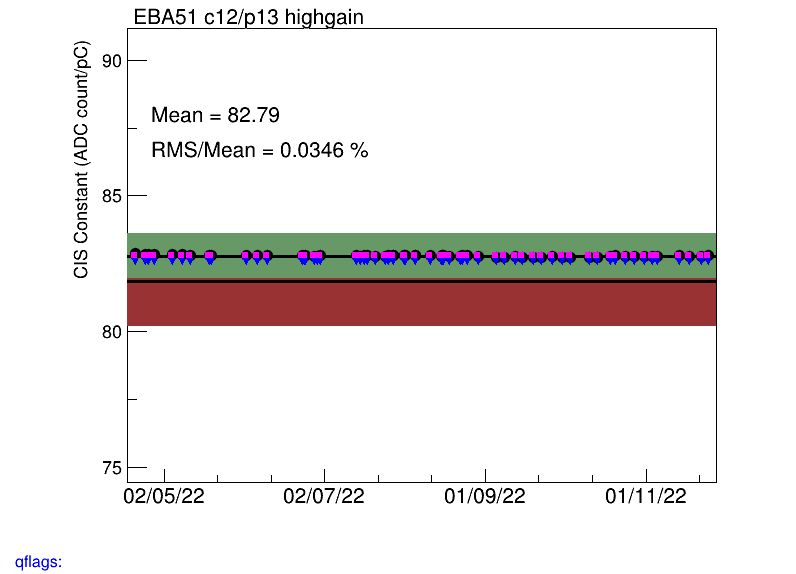 EBA51 c12/p13 highgain
CIS Constant (ADC count/pC)
90
85
80
75
Mean = 82.79
RMS/Mean = 0.0346 %
02/05/22
02/07/22
01/09/22
01/11/22
qflags: